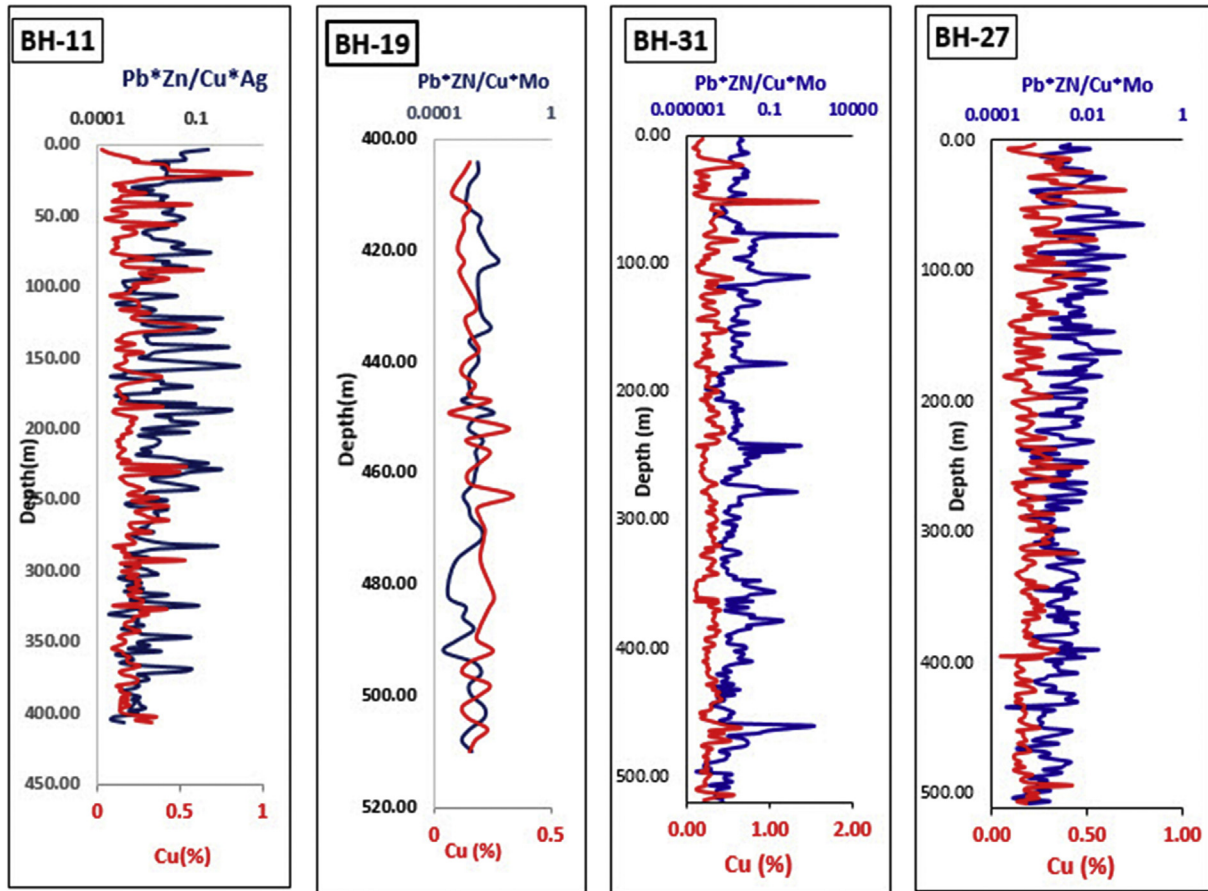 BH-11
Pb*Zn/Cu*Ag
0.0001 0.1
0.00
50.00
100.00
150.00
200.00
250.00
300.00
350.00
400.00
450.00
Depth(m)
0 0.5 1
Cu(%)
BH-19
Pb*ZN/Cu*Mo
0.0001 1
400.00
420.00
440.00
460.00
480.00
500.00
520.00
Depth(m)
0 0.5
Cu (%)
BH-31
Pb*ZN/Cu*Mo
0.000001 0.1 10000
0.00
100.00
200.00
300.00
400.00
500.00
Depth (m)
0.00 1.00 2.00
Cu (%)
BH-27
Pb*ZN/Cu*Mo
0.0001 0.01 1
0.00
100.00
200.00
300.00
400.00
500.00
Depth (m)
0.00 0.50 1.00
Cu (%)